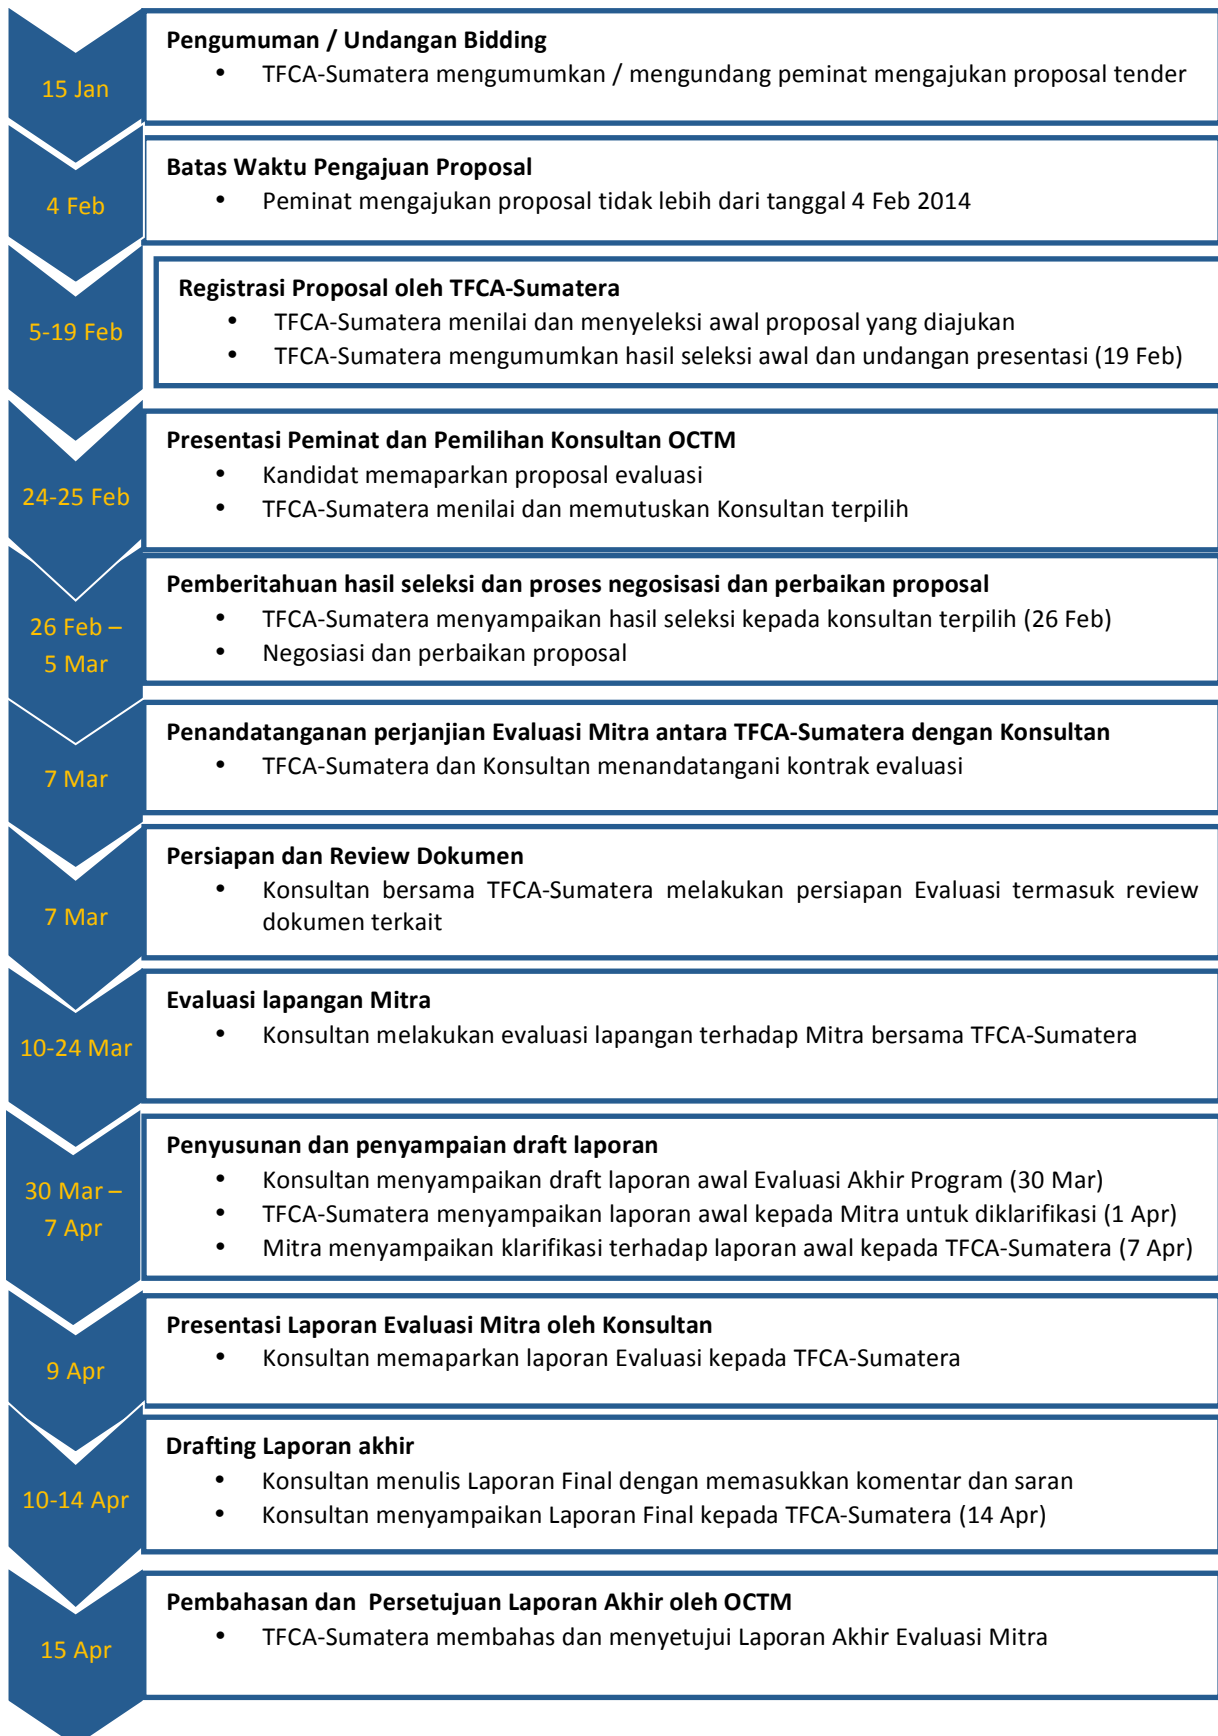 Pengumuman / Undangan Bidding
15 Jan
• TFCA-Sumatera mengumumkan / mengundang peminat mengajukan proposal tender
Batas Waktu Pengajuan Proposal
4 Feb
• Peminat mengajukan proposal tidak lebih dari tanggal 4 Feb 2014
Registrasi Proposal oleh TFCA-Sumatera
5-19 Feb
• TFCA-Sumatera menilai dan menyeleksi awal proposal yang diajukan
• TFCA-Sumatera mengumumkan hasil seleksi awal dan undangan presentasi (19 Feb)
Presentasi Peminat dan Pemilihan Konsultan OCTM
24-25 Feb
• Kandidat memaparkan proposal evaluasi
• TFCA-Sumatera menilai dan memutuskan Konsultan terpilih
Pemberitahuan hasil seleksi dan proses negosisasi dan perbaikan proposal
26 Feb –
5 Mar
• TFCA-Sumatera menyampaikan hasil seleksi kepada konsultan terpilih (26 Feb)
• Negosiasi dan perbaikan proposal
Penandatanganan perjanjian Evaluasi Mitra antara TFCA-Sumatera dengan Konsultan
7 Mar
• TFCA-Sumatera dan Konsultan menandatangani kontrak evaluasi
Persiapan dan Review Dokumen
7 Mar
• Konsultan bersama TFCA-Sumatera melakukan persiapan Evaluasi termasuk review
dokumen terkait
Evaluasi lapangan Mitra
10-24 Mar
• Konsultan melakukan evaluasi lapangan terhadap Mitra bersama TFCA-Sumatera
Penyusunan dan penyampaian draft laporan
30 Mar –
7 Apr
• Konsultan menyampaikan draft laporan awal Evaluasi Akhir Program (30 Mar)
• TFCA-Sumatera menyampaikan laporan awal kepada Mitra untuk diklarifikasi (1 Apr)
• Mitra menyampaikan klarifikasi terhadap laporan awal kepada TFCA-Sumatera (7 Apr)
Presentasi Laporan Evaluasi Mitra oleh Konsultan
9 Apr
• Konsultan memaparkan laporan Evaluasi kepada TFCA-Sumatera
Drafting Laporan akhir
10-14 Apr
• Konsultan menulis Laporan Final dengan memasukkan komentar dan saran
• Konsultan menyampaikan Laporan Final kepada TFCA-Sumatera (14 Apr)
Pembahasan dan Persetujuan Laporan Akhir oleh OCTM
15 Apr
• TFCA-Sumatera membahas dan menyetujui Laporan Akhir Evaluasi Mitra